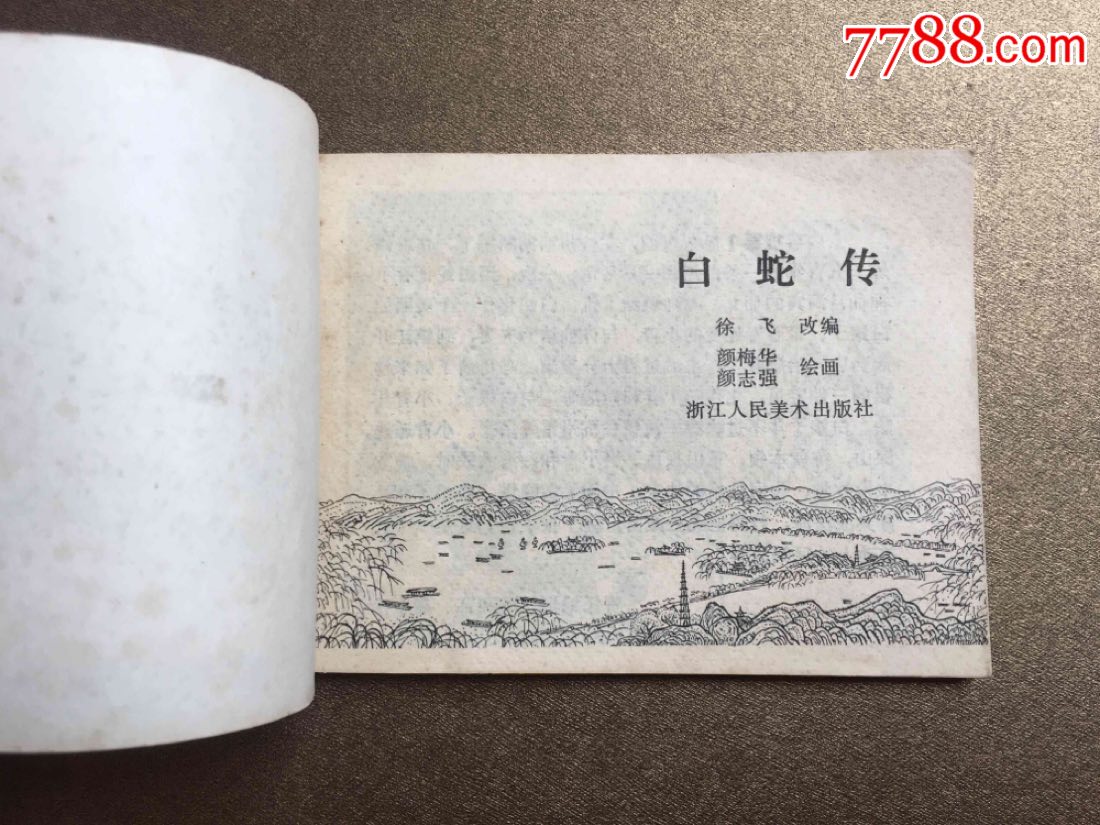 7788.com
白蛇传
徐飞 改编
颜梅华
颜志强 绘画
浙江人民美术出版社